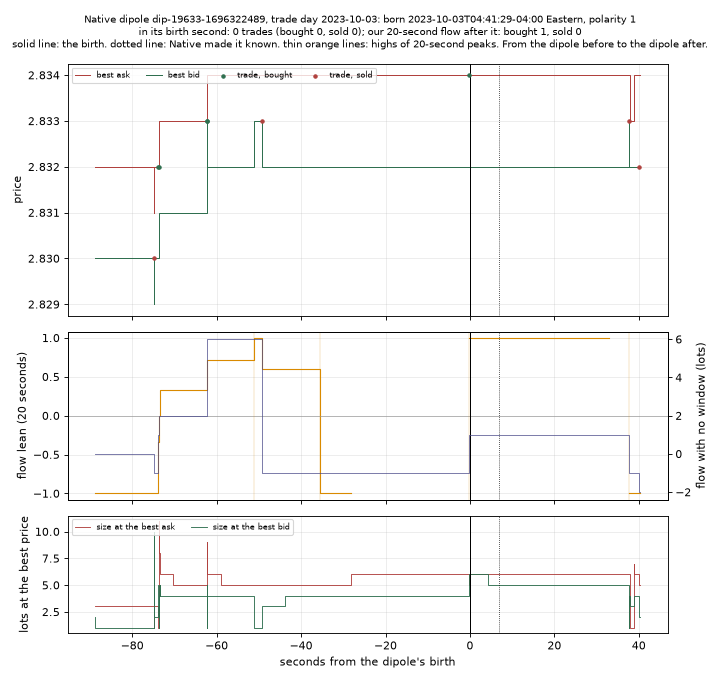 Native dipole dip-19633-1696322489, trade day 2023-10-03: born 2023-10-03T04:41:29-04:00 Eastern, polarity 1
in its birth second: 0 trades (bought 0, sold 0); our 20-second flow after it: bought 1, sold 0
solid line: the birth. dotted line: Native made it known. thin orange lines: highs of 20-second peaks. From the dipole before to the dipole after.
best ask
best bid
trade, bought
trade, sold
2.834
2.833
2.832
2.831
2.830
2.829
price
1.0
0.5
0.0
−0.5
−1.0
flow lean (20 seconds)
6
4
2
0
−2
flow with no window (lots)
size at the best ask
size at the best bid
10.0
7.5
5.0
2.5
lots at the best price
−80
−60
−40
−20
0
20
40
seconds from the dipole's birth